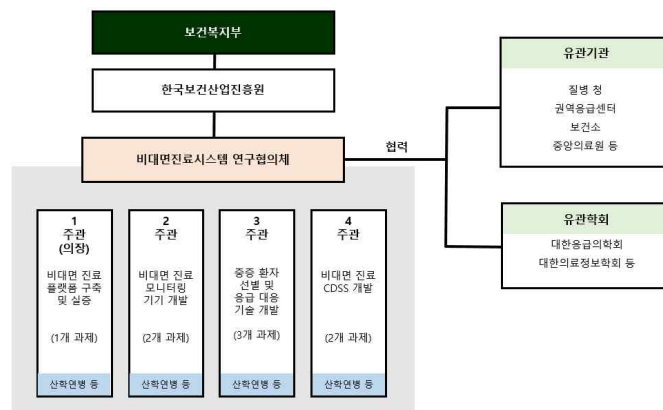 보건복지부
한국보건산업진흥원
비대면진료시스템 연구협의체
협력
유관기관
질병 청
권역응급센터
보건소
중앙의료원 등
유관학회
대한응급의학회
대한의료정보학회 등
1
주관
(의장)
비대면 진료
플랫폼 구축
및 실증
(1개 과제)
산학연병 등
2
주관
비대면 진료
모니터링
기기 개발
(2개 과제)
산학연병 등
3
주관
중증 환자
선별 및
응급 대응
기술 개발
(3개 과제)
산학연병 등
4
주관
비대면 진료
CDSS 개발
(2개 과제)
산학연병 등